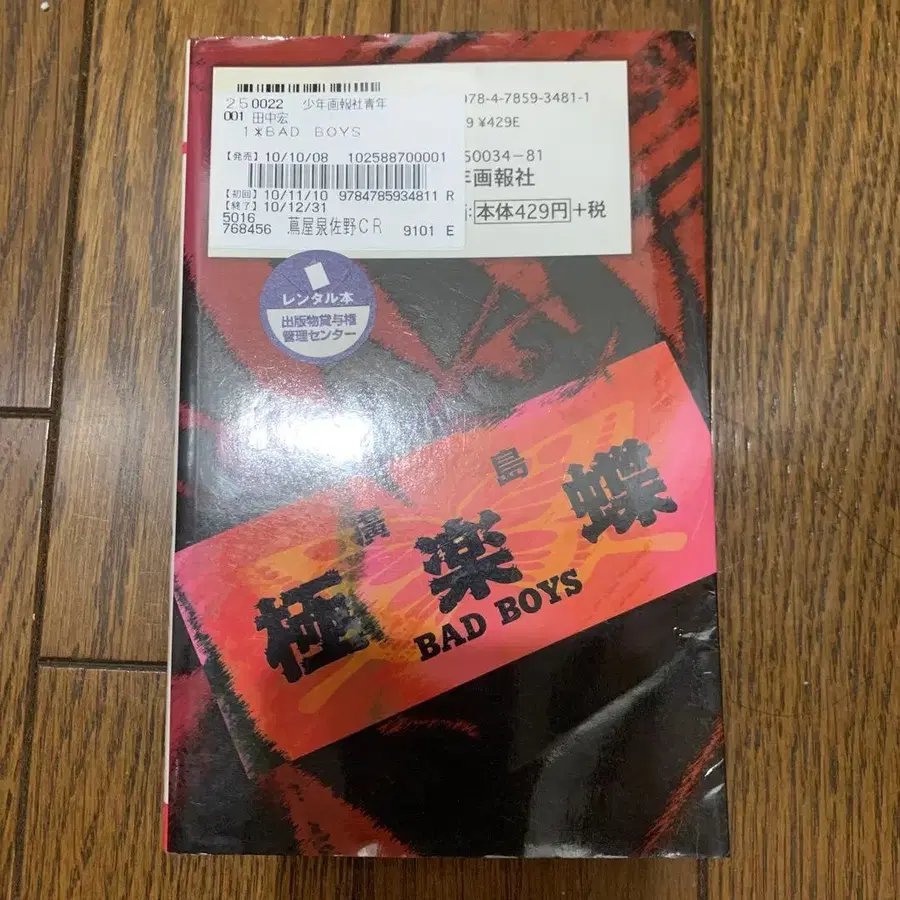 250022 少年画報社青年
001 田中宏
1*BAD BOYS
【発売】10/10/08 102588700001
【初回】10/11/10 9784785934811 R
【終了】10/12/31
5016
768456 蔦屋泉佐野CR 9101 E
978-4-7859-3481-1
9 ¥429E
50034-81
年画報社
本体429円+税
レンタル本
出版物貸与権
管理センター
廣島
極楽蝶
BAD BOYS